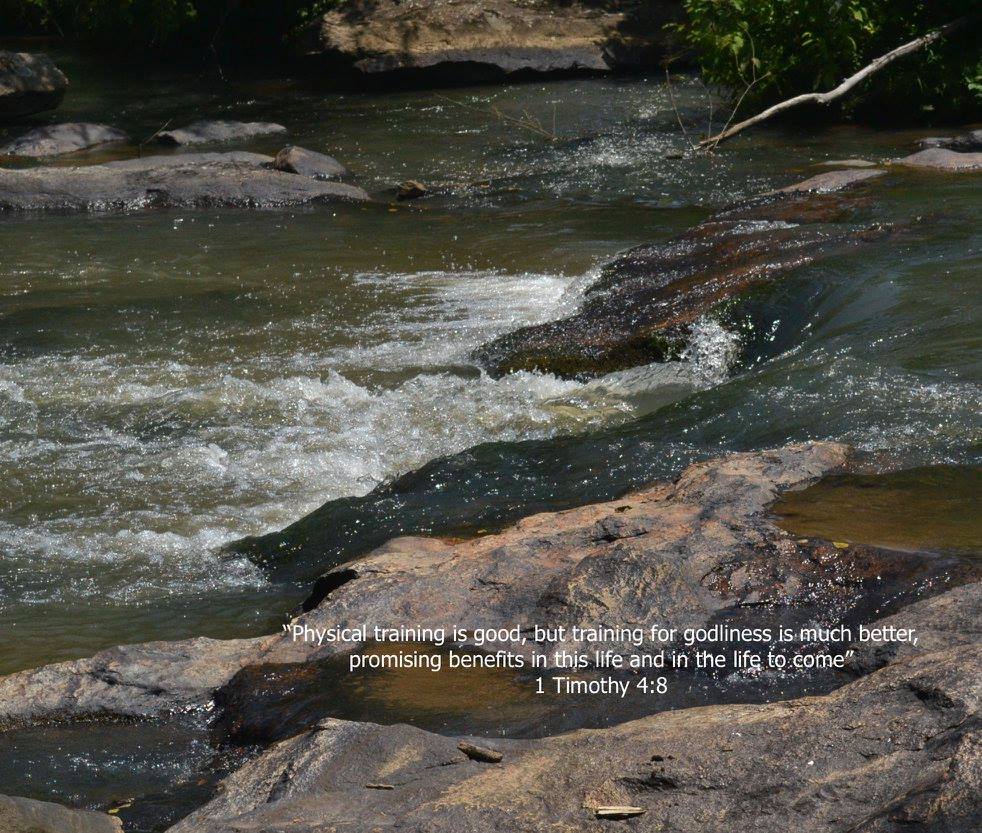 “Physical training is good, but training for godliness is much better,
promising benefits in this life and in the life to come”
1 Timothy 4:8